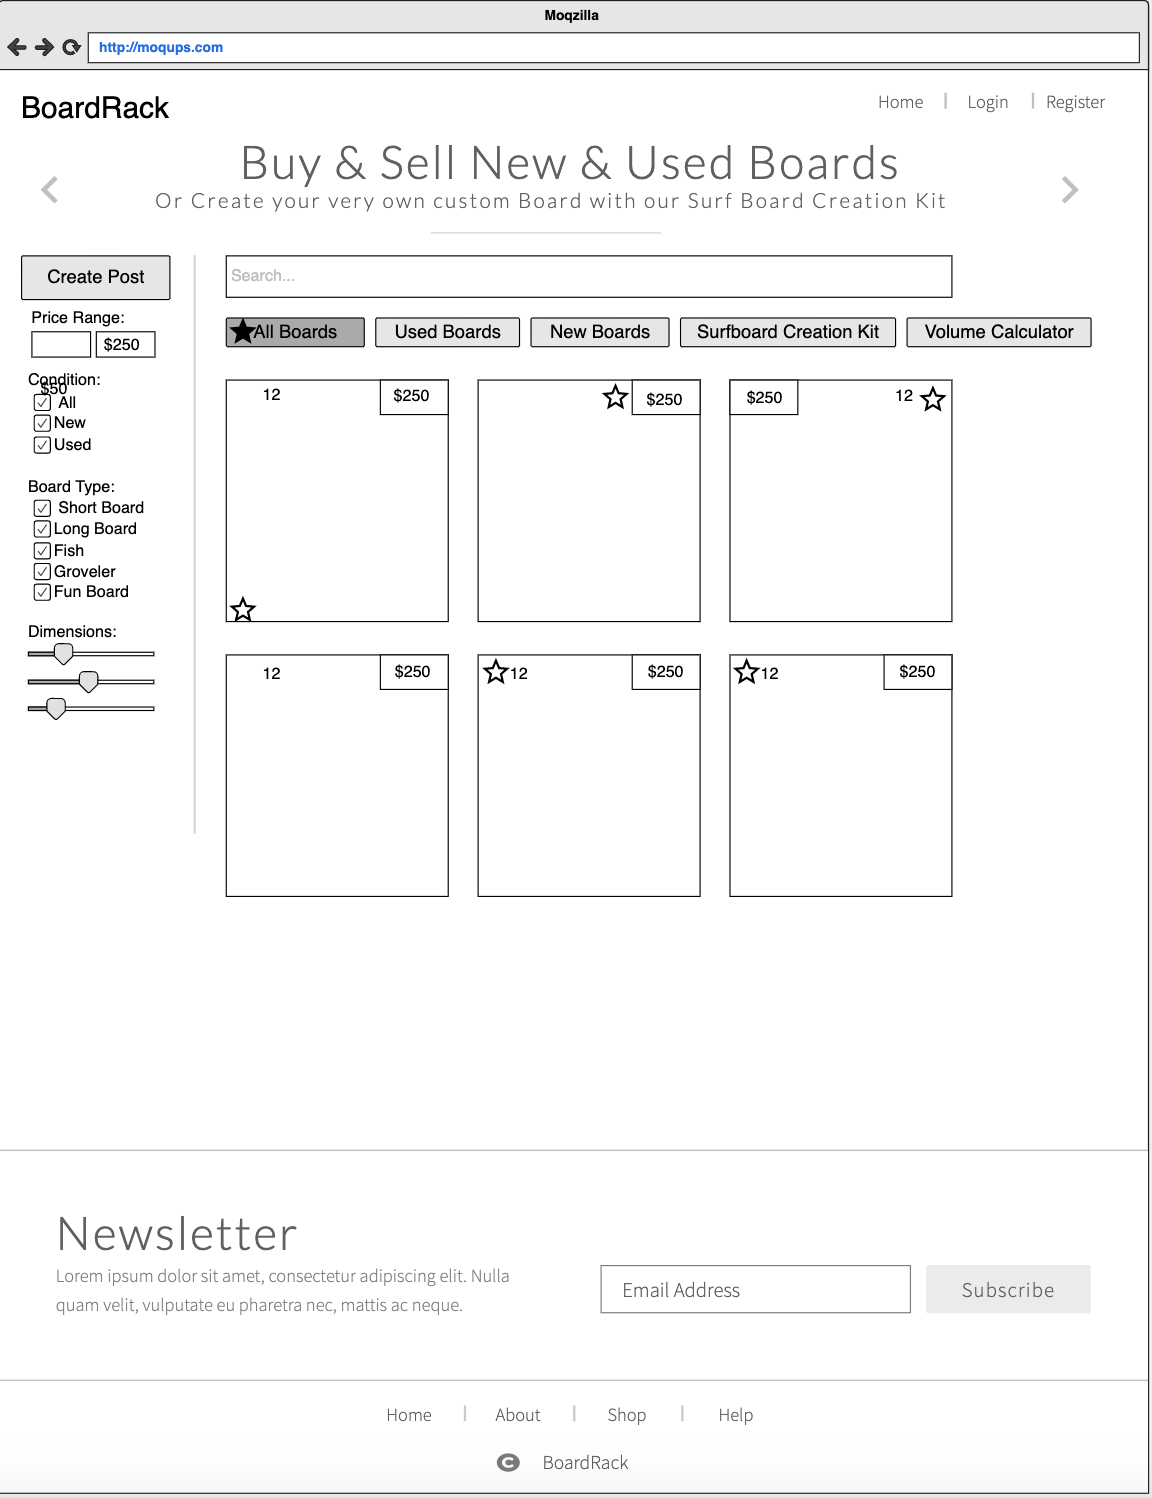 Moqzilla
http://moqups.com
BoardRack
Home | Login | Register
Buy & Sell New & Used Boards
Or Create your very own custom Board with our Surf Board Creation Kit
Create Post
Price Range:
$250
Condition:
$50
All
New
Used
Board Type:
Short Board
Long Board
Fish
Groveler
Fun Board
Dimensions:
Search...
All Boards
Used Boards
New Boards
Surfboard Creation Kit
Volume Calculator
12 $250
$250
$250 12
12 $250
12 $250
12 $250
Newsletter
Lorem ipsum dolor sit amet, consectetur adipiscing elit. Nulla
quam velit, vulputate eu pharetra nec, mattis ac neque.
Email Address
Subscribe
Home | About | Shop | Help
© BoardRack